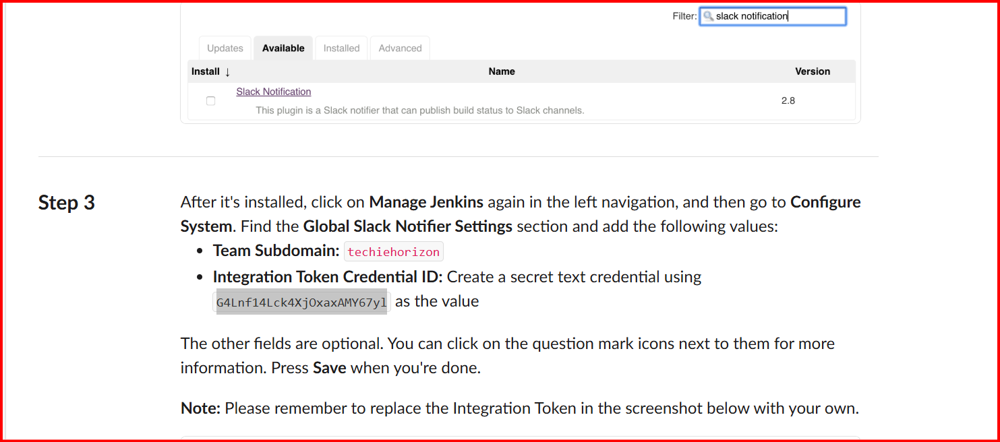 Filter: slack notification
Updates Available Installed Advanced
Install ↓ Name Version
Slack Notification
This plugin is a Slack notifier that can publish build status to Slack channels.
2.8
Step 3
After it's installed, click on Manage Jenkins again in the left navigation, and then go to Configure
System. Find the Global Slack Notifier Settings section and add the following values:
• Team Subdomain: techiehorizon
• Integration Token Credential ID: Create a secret text credential using
G4Lnf14Lck4XjOxaxAMY67yl as the value
The other fields are optional. You can click on the question mark icons next to them for more
information. Press Save when you're done.
Note: Please remember to replace the Integration Token in the screenshot below with your own.